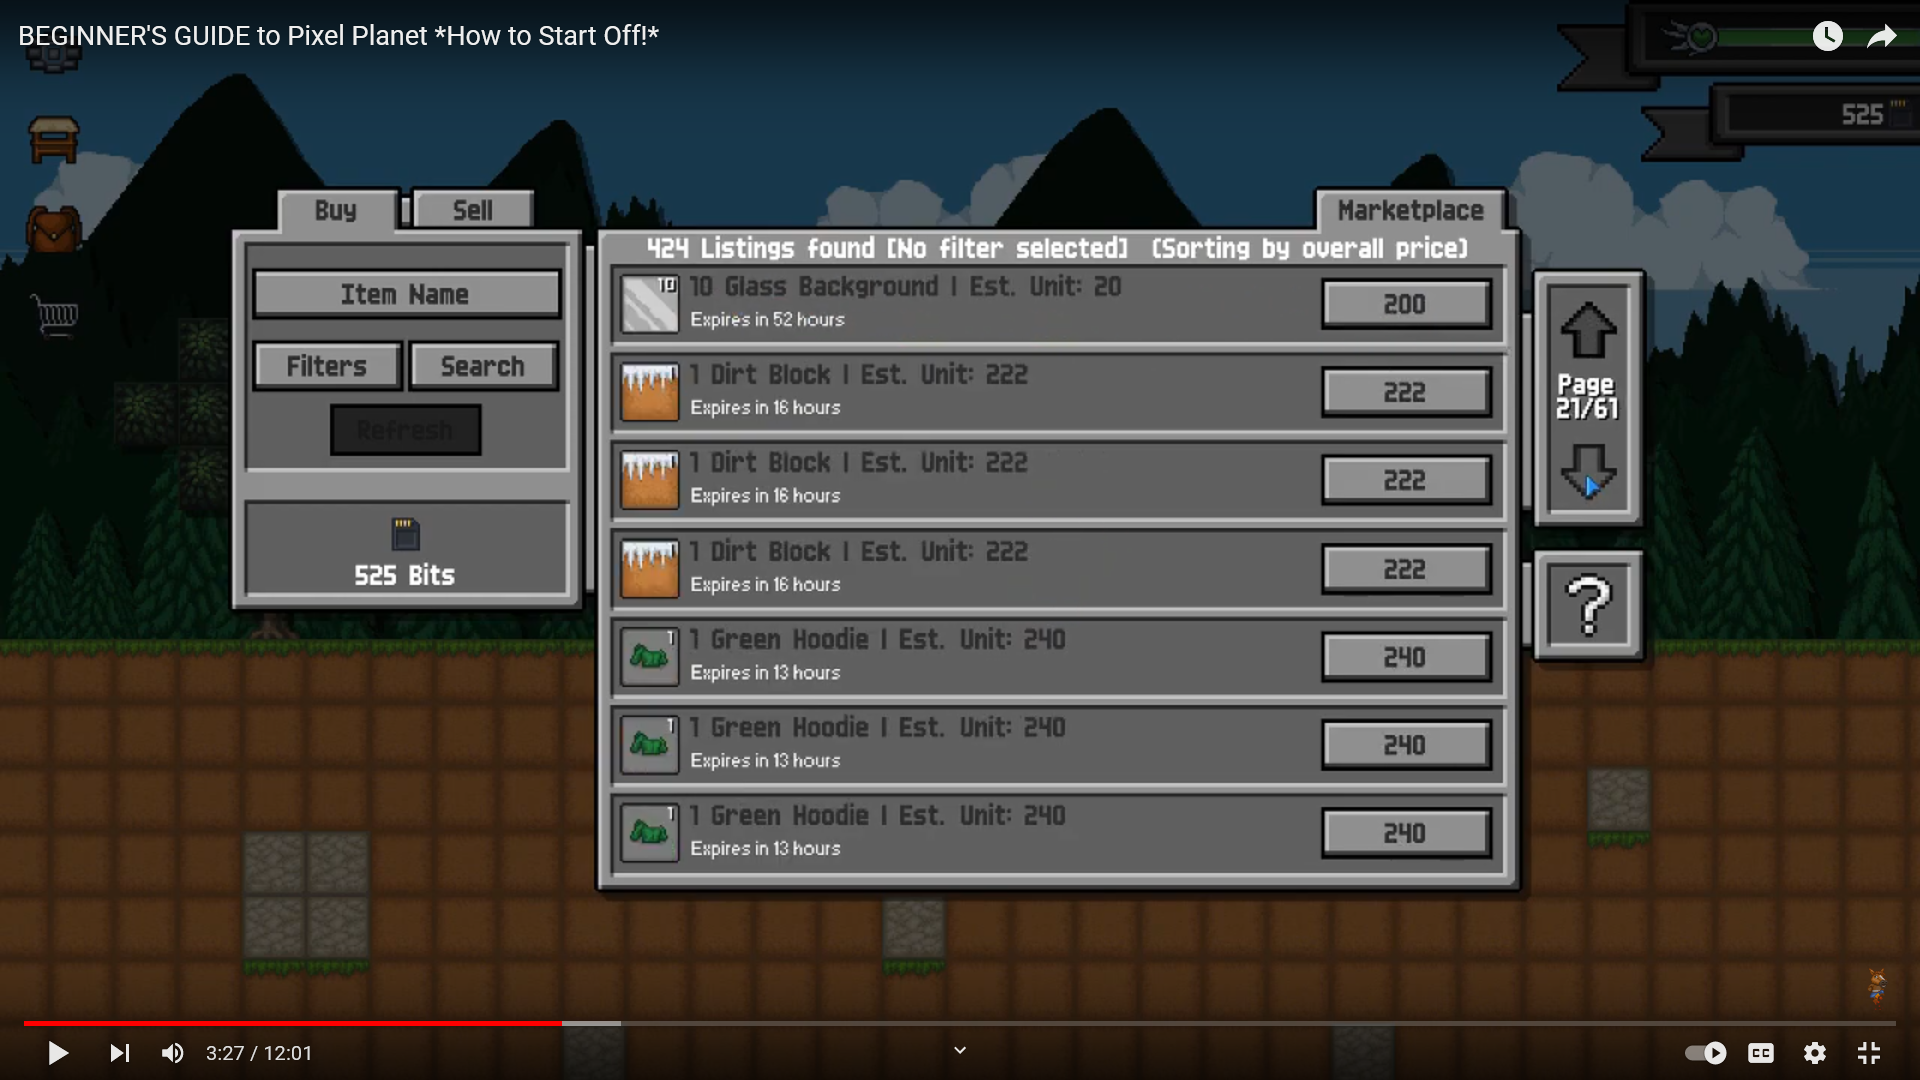 BEGINNER'S GUIDE to Pixel Planet *How to Start Off!*
525
Buy
Sell
Marketplace
424 Listings found [No filter selected] (Sorting by overall price)
Item Name
Filters
Search
Refresh
525 Bits
10
10 Glass Background | Est. Unit: 20
Expires in 52 hours
200
1 Dirt Block | Est. Unit: 222
Expires in 16 hours
222
1 Dirt Block | Est. Unit: 222
Expires in 16 hours
222
1 Dirt Block | Est. Unit: 222
Expires in 16 hours
222
1
1 Green Hoodie | Est. Unit: 240
Expires in 13 hours
240
1
1 Green Hoodie | Est. Unit: 240
Expires in 13 hours
240
1
1 Green Hoodie | Est. Unit: 240
Expires in 13 hours
240
Page
21/61
?
3:27 / 12:01
CC